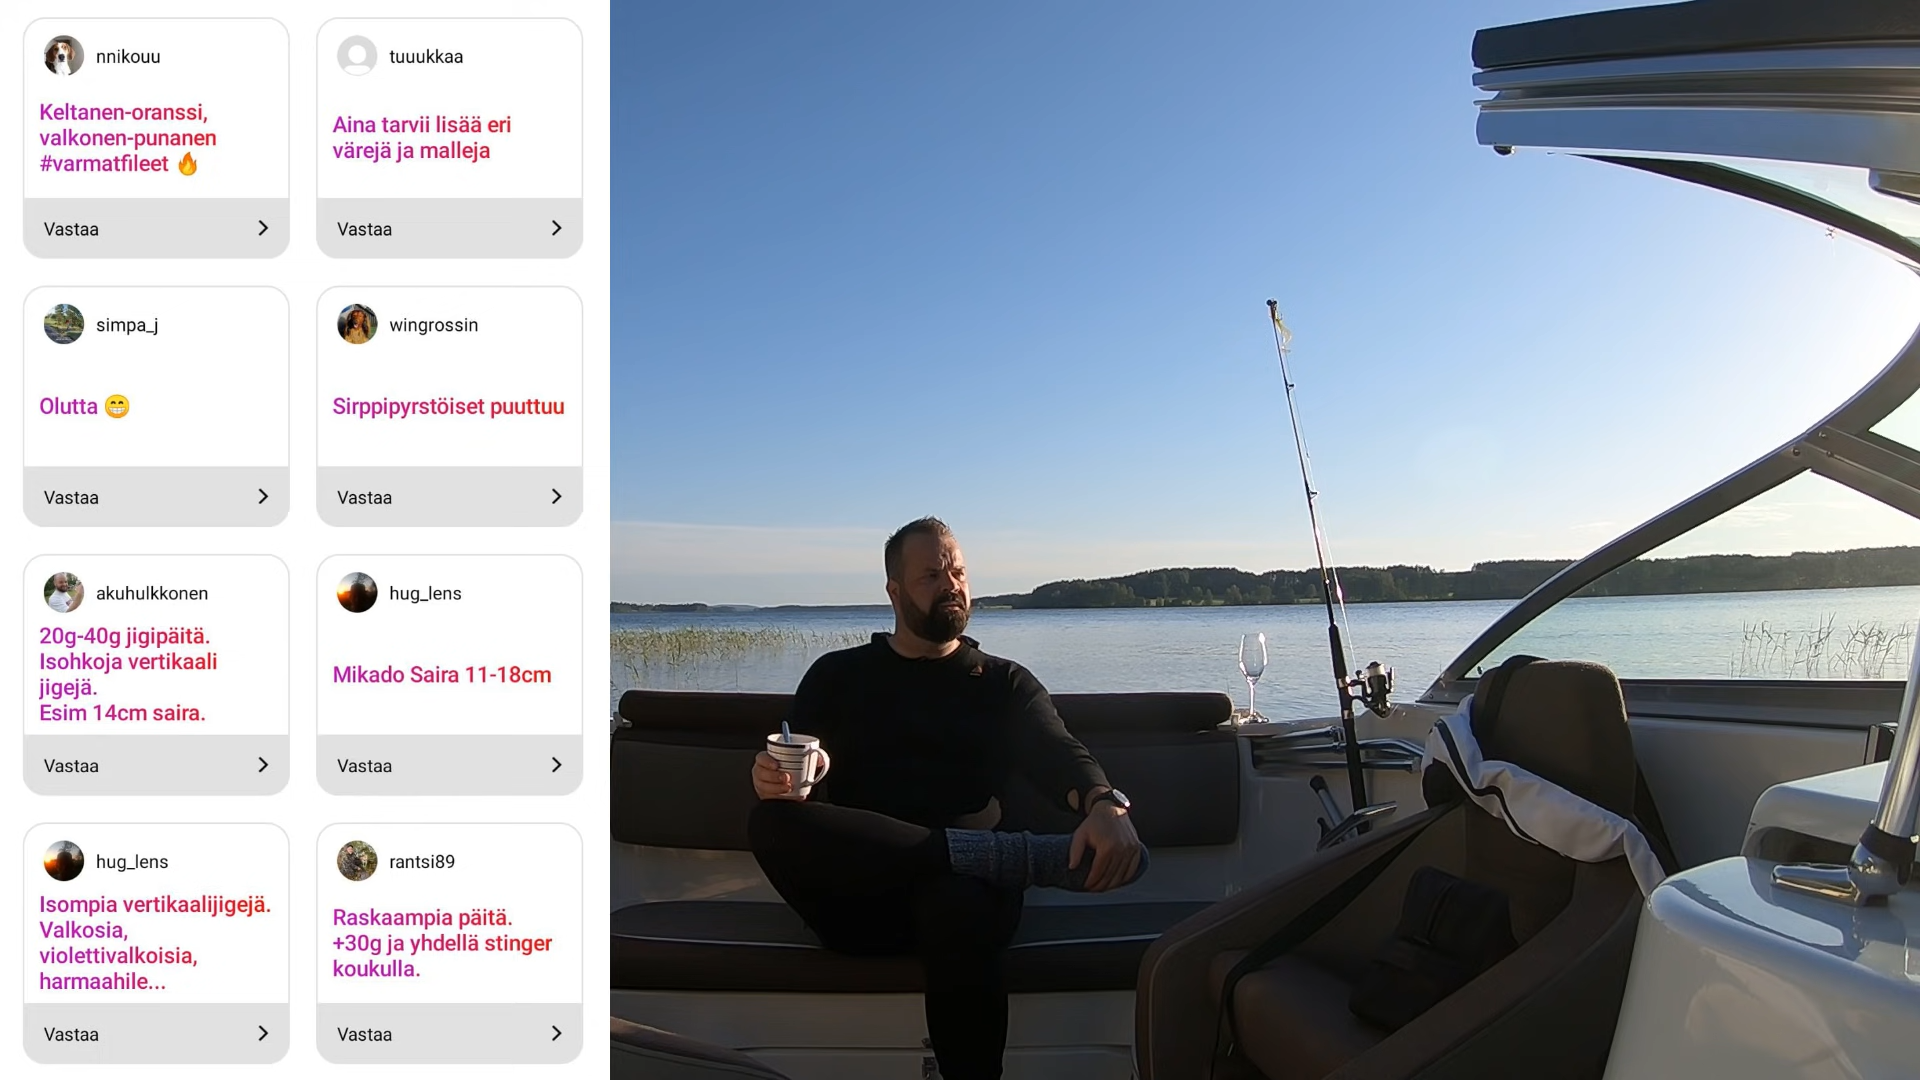 nnikouu
Keltanen-oranssi,
valkonen-punanen
#varmatfileet 🔥
Vastaa
tuuukkaa
Aina tarvii lisää eri
värejä ja malleja
Vastaa
simpa_j
Olutta 😁
Vastaa
wingrossin
Sirppipyrstöiset puuttuu
Vastaa
akuhulkkonen
20g-40g jigipäitä.
Isohkoja vertikaali
jigejä.
Esim 14cm saira.
Vastaa
hug_lens
Mikado Saira 11-18cm
Vastaa
hug_lens
Isompia vertikaalijigejä.
Valkosia,
violettivalkoisia,
harmaahile...
Vastaa
rantsi89
Raskaampia päitä.
+30g ja yhdellä stinger
koukulla.
Vastaa